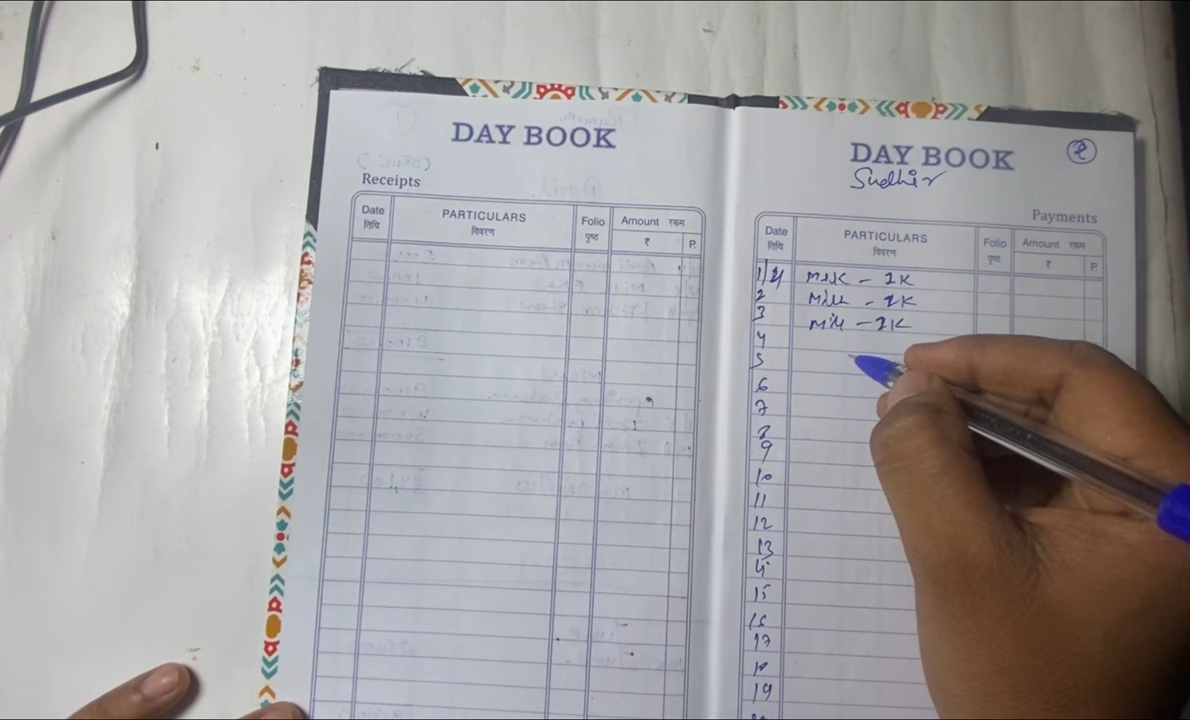 DAY BOOK
Receipts
Date PARTICULARS Folio Amount रकम
तिथि विवरण पृष्ठ ₹ P.
DAY BOOK
2
Sudhir
Payments
Date PARTICULARS Folio Amount रकम
तिथि विवरण पृष्ठ ₹ P.
1/4 Milk - 1K
2 Milk - 1K
3 Milk - 1K
4
5
6
7
8
9
10
11
12
13
14
15
16
17
18
19